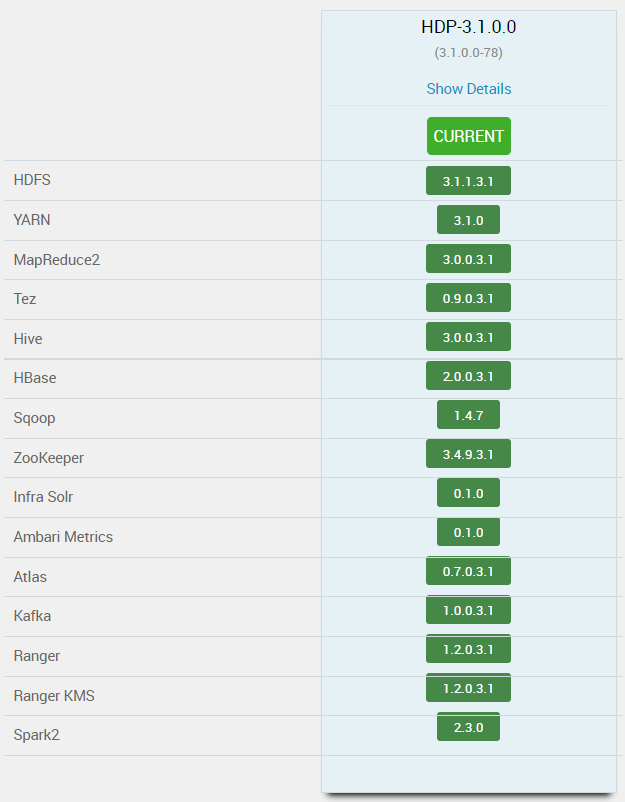 HDP-3.1.0.0
(3.1.0.0-78)
Show Details
CURRENT
HDFS 3.1.1.3.1
YARN 3.1.0
MapReduce2 3.0.0.3.1
Tez 0.9.0.3.1
Hive 3.0.0.3.1
HBase 2.0.0.3.1
Sqoop 1.4.7
ZooKeeper 3.4.9.3.1
Infra Solr 0.1.0
Ambari Metrics 0.1.0
Atlas 0.7.0.3.1
Kafka 1.0.0.3.1
Ranger 1.2.0.3.1
Ranger KMS 1.2.0.3.1
Spark2 2.3.0